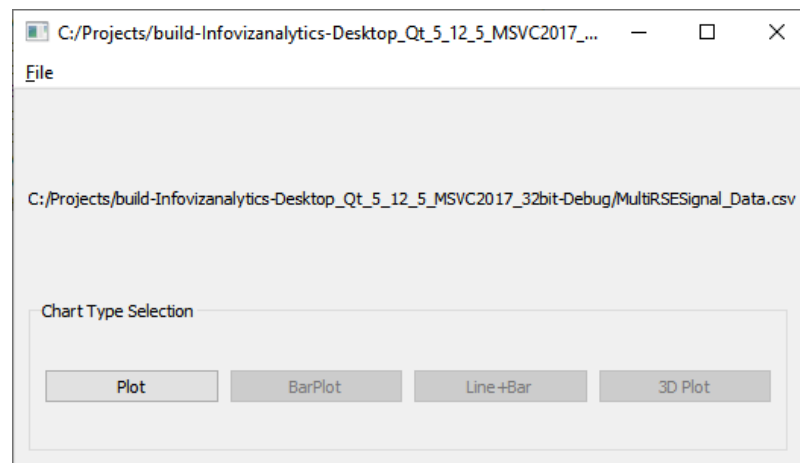 C:/Projects/build-Infovizanalytics-Desktop_Qt_5_12_5_MSVC2017_...
File
C:/Projects/build-Infovizanalytics-Desktop_Qt_5_12_5_MSVC2017_32bit-Debug/MultiRSESignal_Data.csv
Chart Type Selection
Plot BarPlot Line+Bar 3D Plot